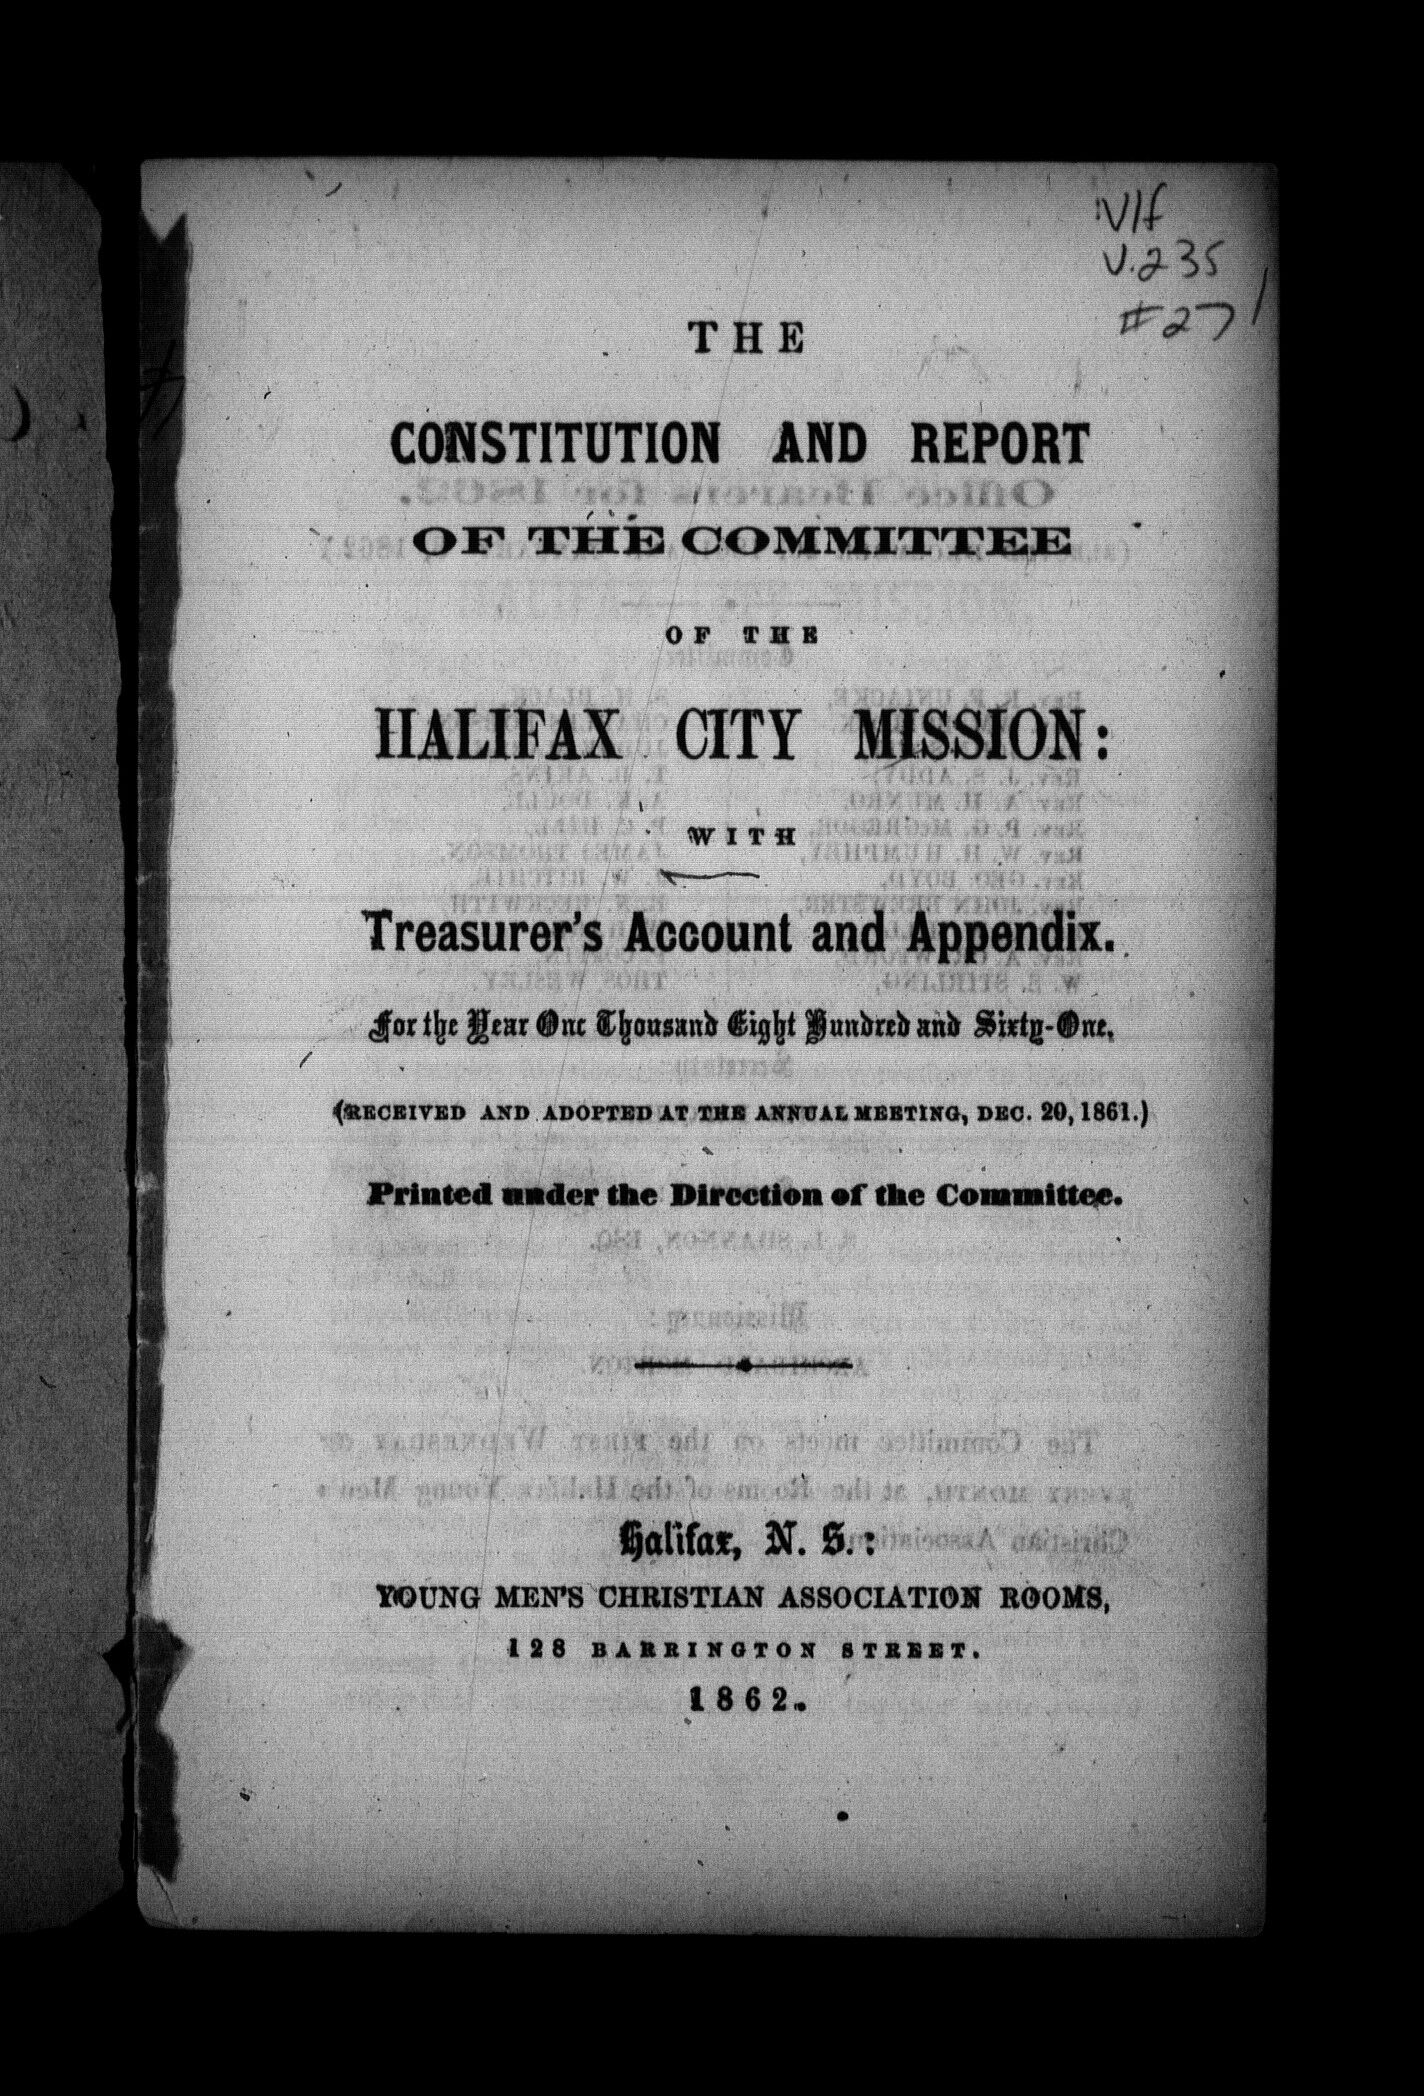 V/f
v.235
#27
THE
CONSTITUTION AND REPORT
OF THE COMMITTEE
OF THE
HALIFAX CITY MISSION:
WITH
Treasurer's Account and Appendix.
For the Year One Thousand Eight Hundred and Sixty-One,
(RECEIVED AND ADOPTED AT THE ANNUAL MEETING, DEC. 20, 1861.)
Printed under the Direction of the Committee.
Halifax, N. S.:
YOUNG MEN'S CHRISTIAN ASSOCIATION ROOMS,
128 BARRINGTON STREET.
1862.